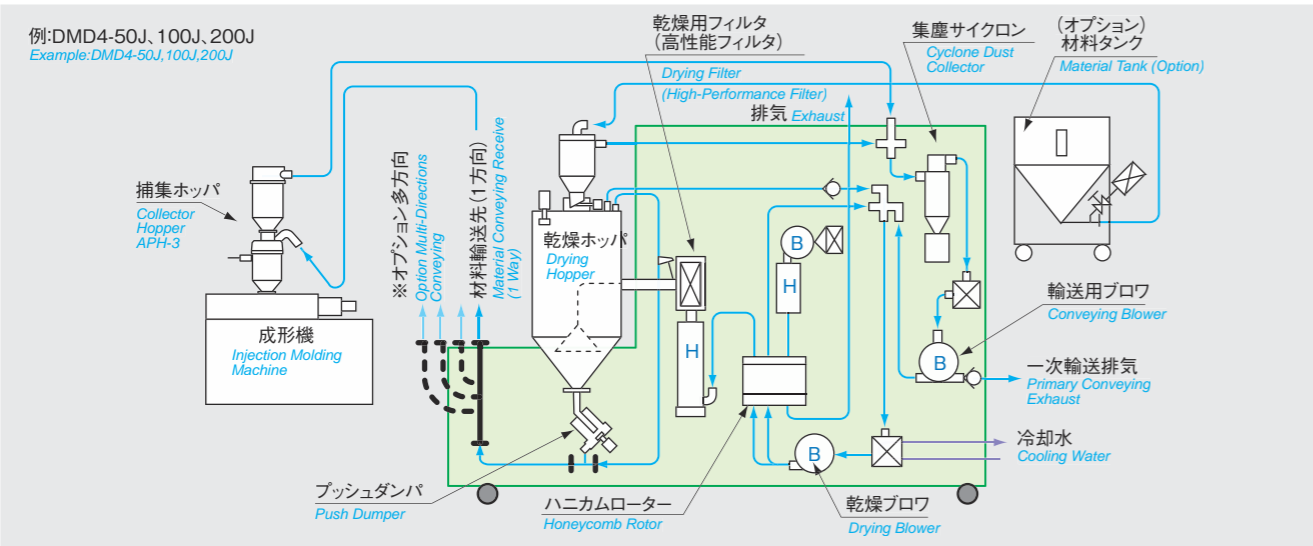 例:DMD4-50J、100J、200J
Example:DMD4-50J,100J,200J
乾燥用フィルタ
(高性能フィルタ)
Drying Filter
(High-Performance Filter)
集塵サイクロン
Cyclone Dust
Collector
(オプション)
材料タンク
Material Tank (Option)
排気 Exhaust
捕集ホッパ
Collector
Hopper
APH-3
※オプション多方向
Option Multi-Directions
Conveying
材料輸送先(1方向)
Material Conveying Receive
(1 Way)
乾燥ホッパ
Drying
Hopper
B
H
H
成形機
Injection Molding
Machine
輸送用ブロワ
Conveying Blower
B
一次輸送排気
Primary Conveying
Exhaust
冷却水
Cooling Water
B
プッシュダンパ
Push Dumper
ハニカムローター
Honeycomb Rotor
乾燥ブロワ
Drying Blower